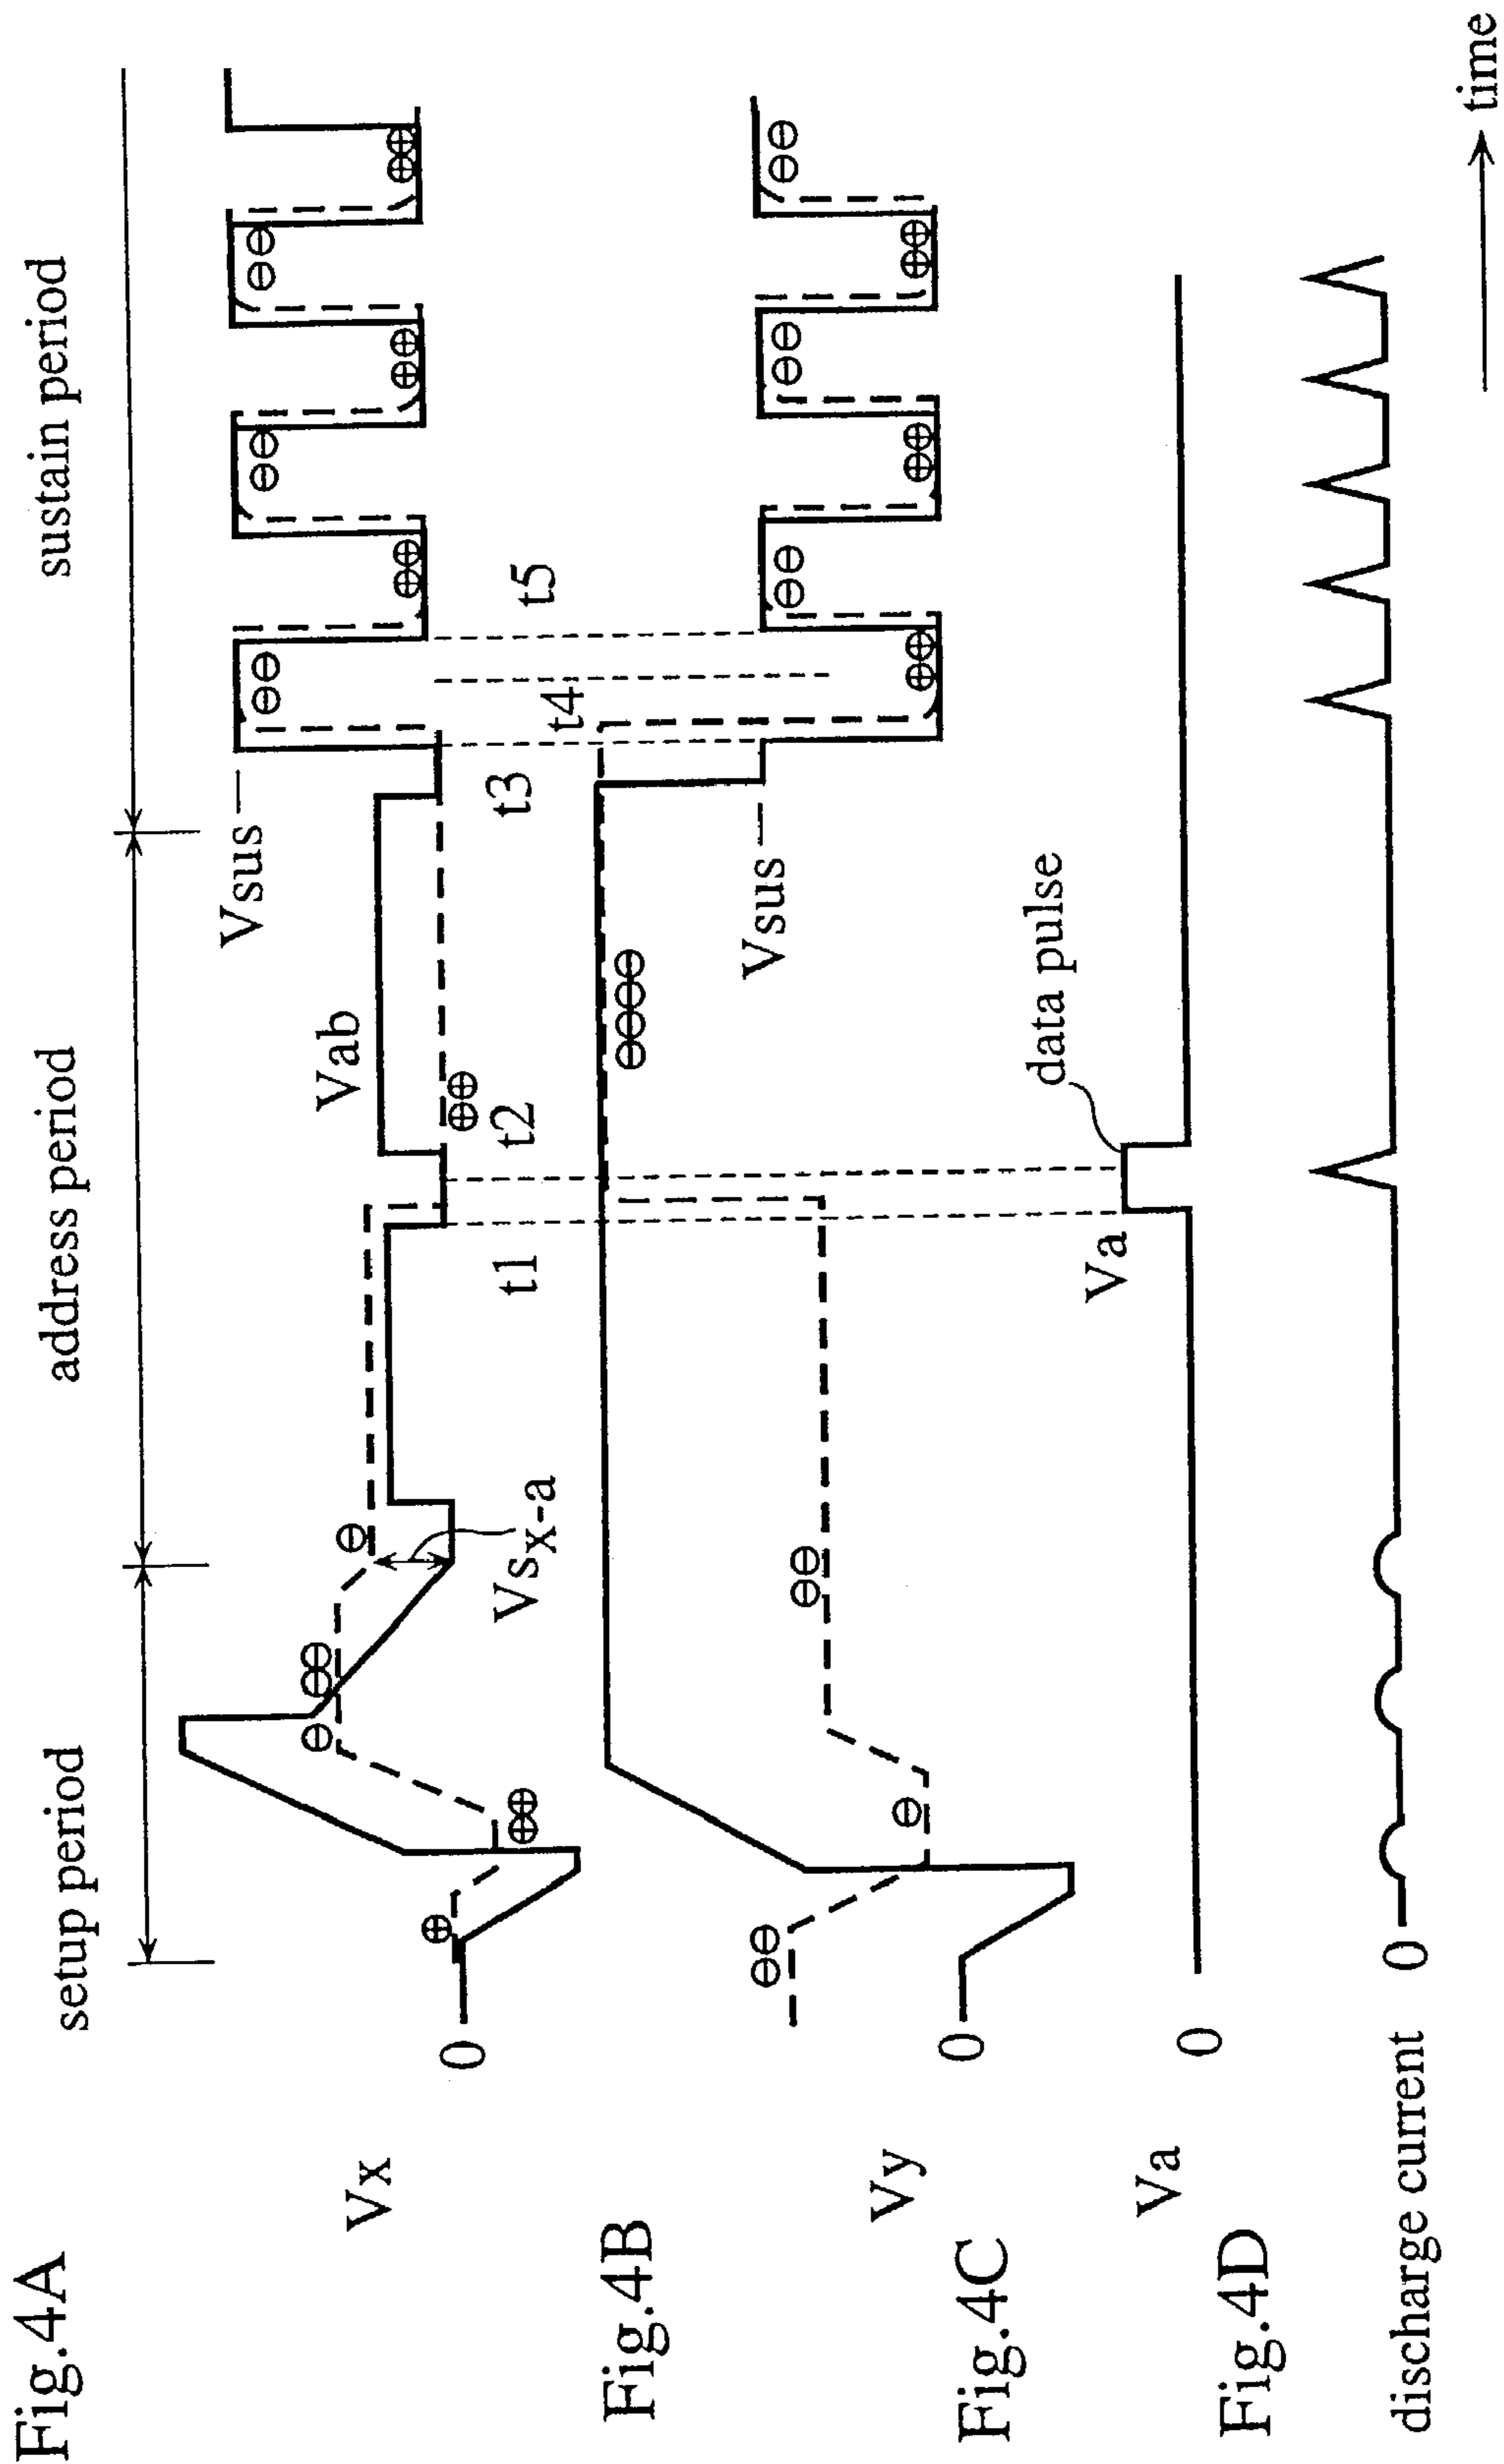 Fig.4A
setup period
address period
sustain period
Vx
0
Vsx-a
Vab
Vsus
t1
t2
t3
t4
t5
Fig.4B
Vy
0
Vsus
Fig.4C
Va
0
Va
data pulse
Fig.4D
discharge current 0
time